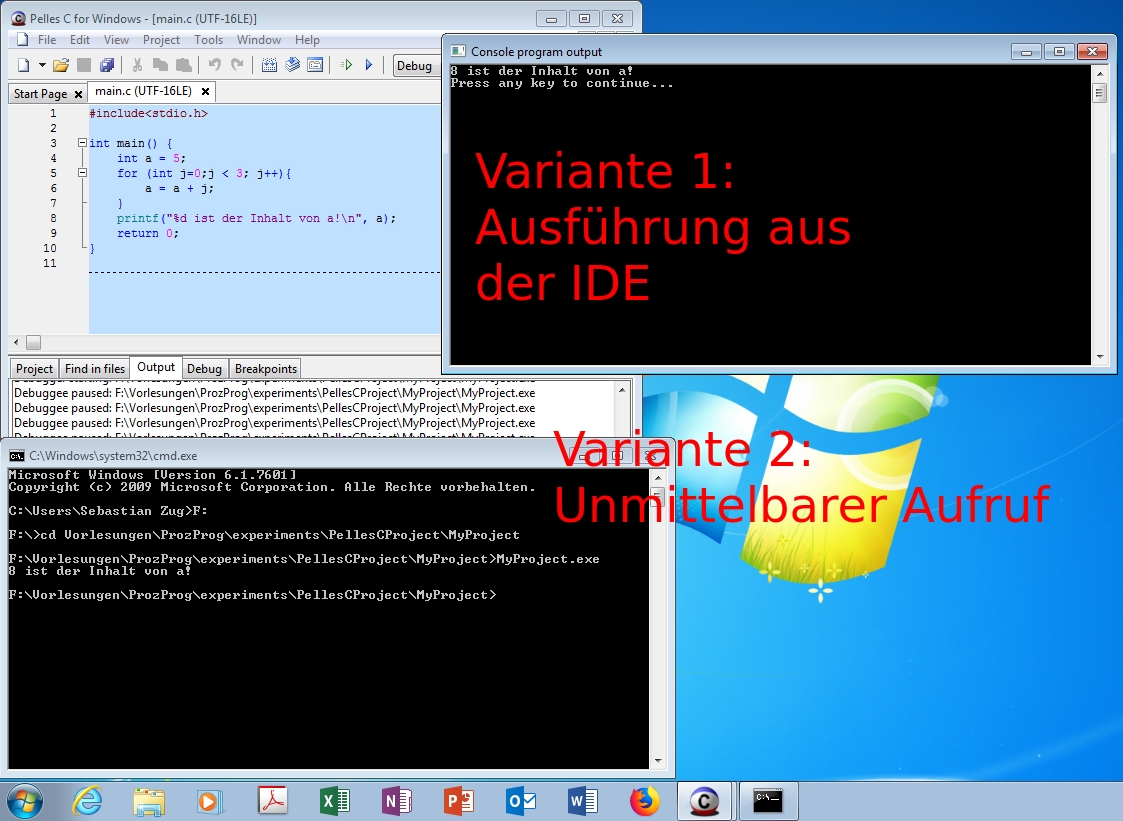 Pelles C for Windows - [main.c (UTF-16LE)]
File Edit View Project Tools Window Help
Debug
Start Page main.c (UTF-16LE)
1 #include<stdio.h>
2
3 int main() {
4 int a = 5;
5 for (int j=0;j < 3; j++){
6 a = a + j;
7 }
8 printf("%d ist der Inhalt von a!\n", a);
9 return 0;
10 }
11
Project Find in files Output Debug Breakpoints
Debuggee paused: F:\Vorlesungen\ProzProg\experiments\PellesCProject\MyProject\MyProject.exe
Debuggee paused: F:\Vorlesungen\ProzProg\experiments\PellesCProject\MyProject\MyProject.exe
Debuggee paused: F:\Vorlesungen\ProzProg\experiments\PellesCProject\MyProject\MyProject.exe
Console program output
8 ist der Inhalt von a!
Press any key to continue...
Variante 1:
Ausführung aus
der IDE
Variante 2:
Unmittelbarer Aufruf
C:\Windows\system32\cmd.exe
Microsoft Windows [Version 6.1.7601]
Copyright (c) 2009 Microsoft Corporation. Alle Rechte vorbehalten.
C:\Users\Sebastian Zug>F:
F:\>cd Vorlesungen\ProzProg\experiments\PellesCProject\MyProject
F:\Vorlesungen\ProzProg\experiments\PellesCProject\MyProject>MyProject.exe
8 ist der Inhalt von a!
F:\Vorlesungen\ProzProg\experiments\PellesCProject\MyProject>